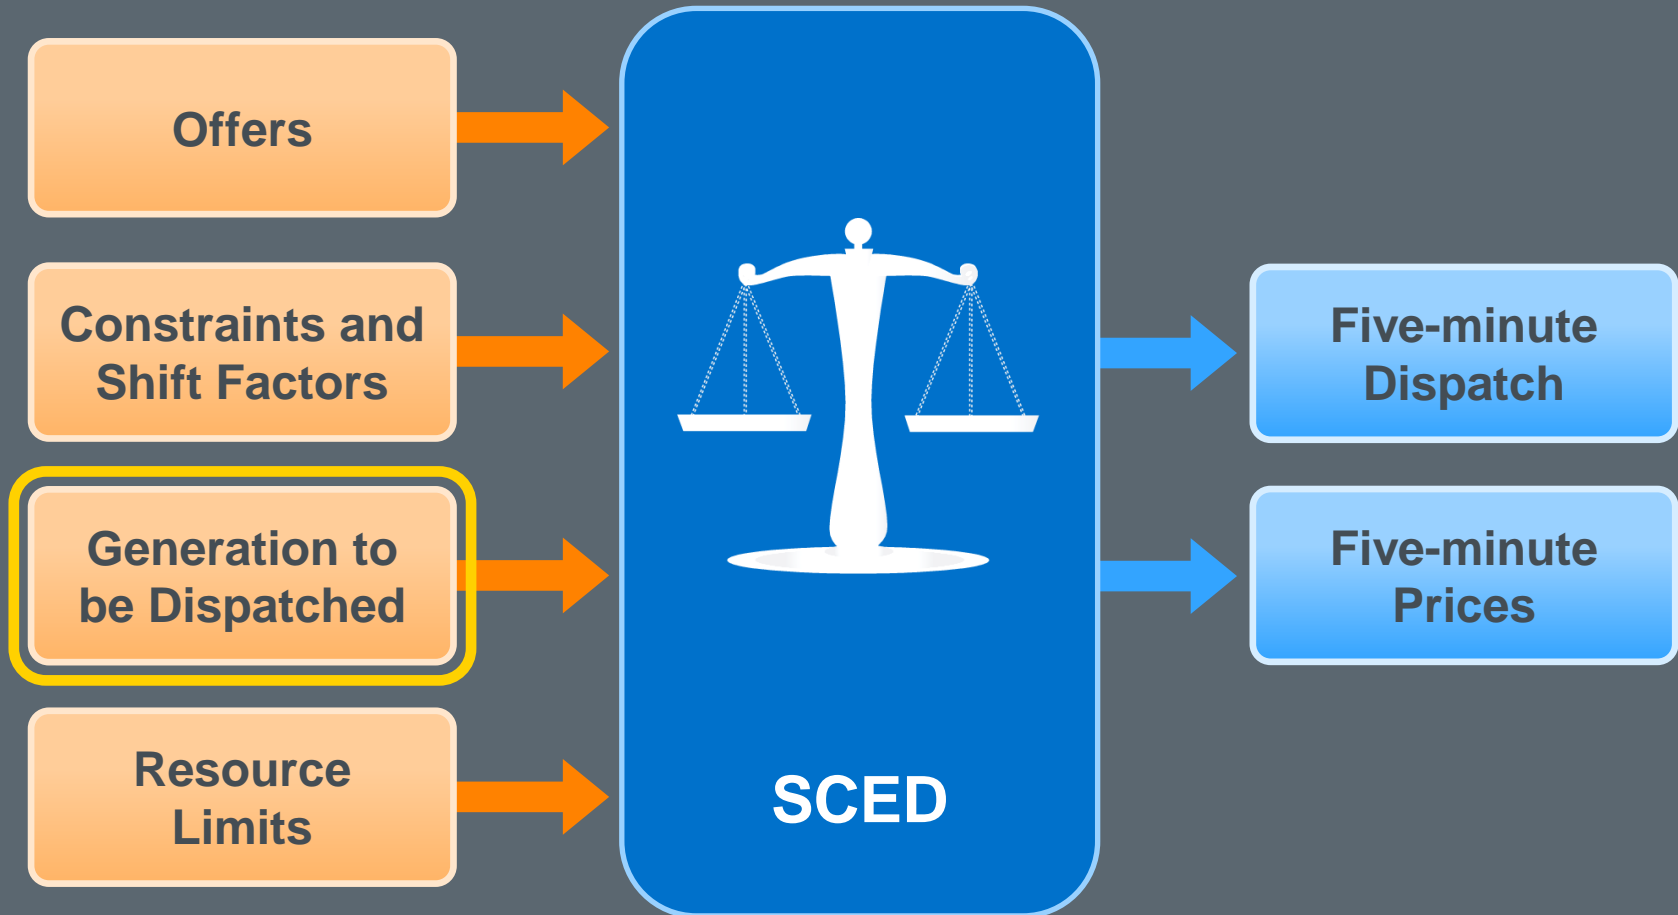 Offers
Constraints and
Shift Factors
Generation to
be Dispatched
Resource
Limits
SCED
Five-minute
Dispatch
Five-minute
Prices